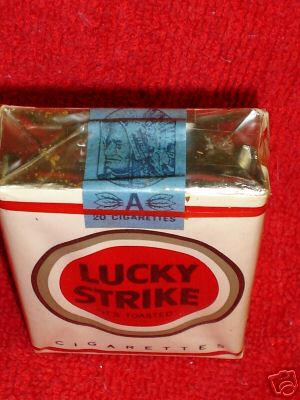 A
20 CIGARETTES
LUCKY
STRIKE
IT'S TOASTED
CIGARETTES